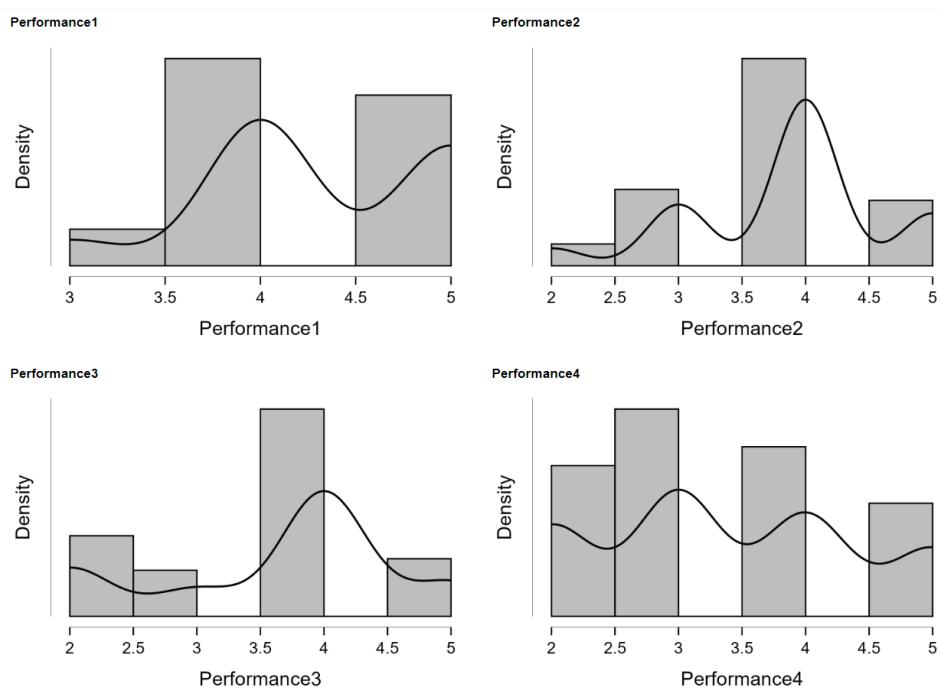 Performance1
Performance2
Density
Density
3 3.5 4 4.5 5
2 2.5 3 3.5 4 4.5 5
Performance1
Performance2
Performance3
Performance4
Density
Density
2 2.5 3 3.5 4 4.5 5
2 2.5 3 3.5 4 4.5 5
Performance3
Performance4